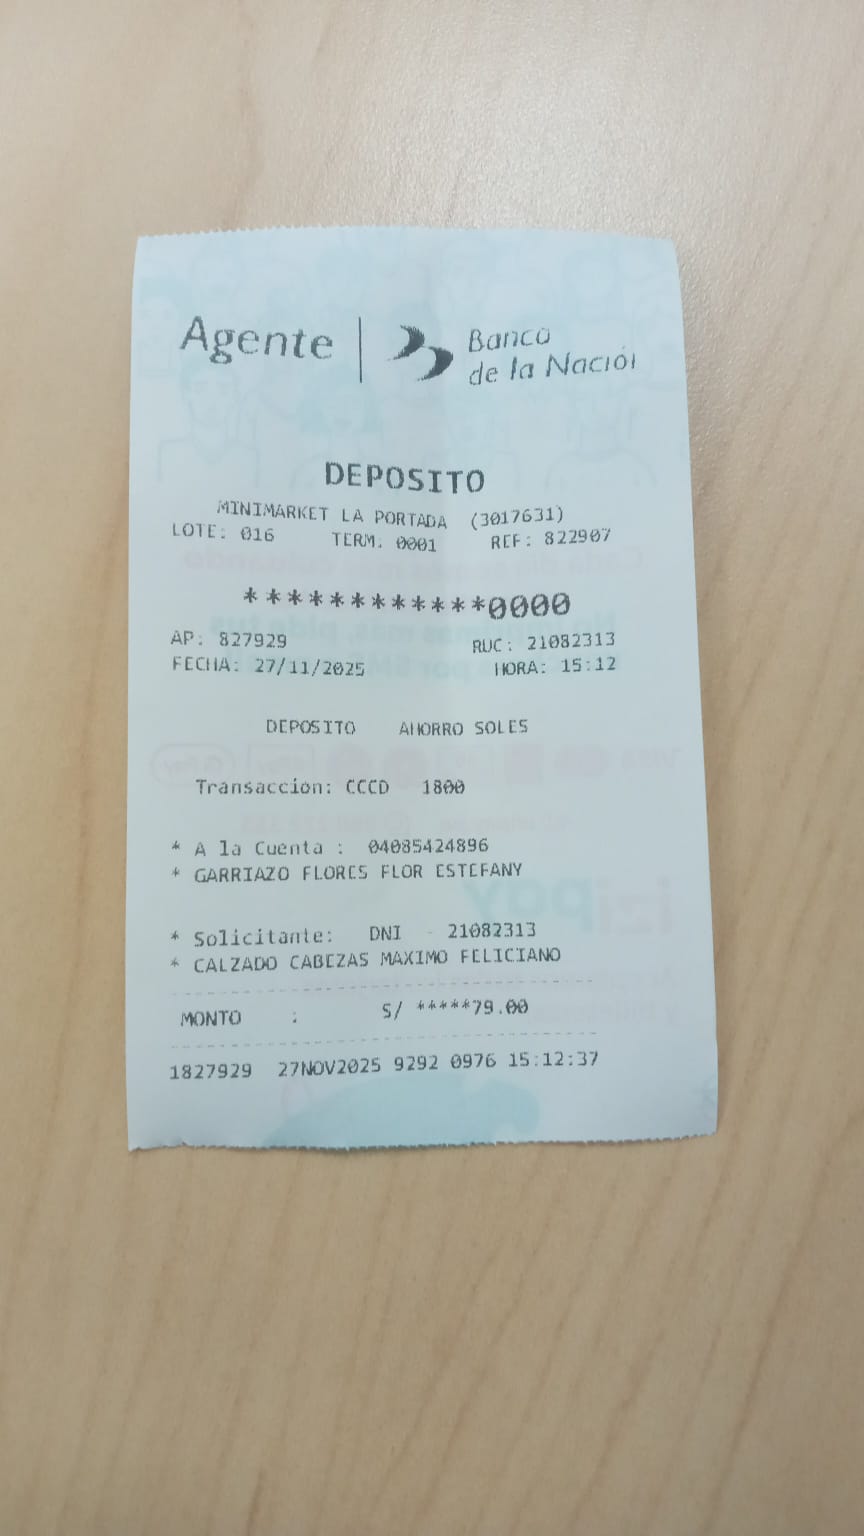 Agente | Banco
de la Nación
DEPOSITO
MINIMARKET LA PORTADA (3017631)
LOTE: 016 TERM: 0001 REF: 822907
************0000
AP: 827929 RUC: 21082313
FECHA: 27/11/2025 HORA: 15:12
DEPOSITO AHORRO SOLES
Transaccion: CCCD 1800
* A la Cuenta : 04085424896
* GARRIAZO FLORES FLOR ESTEFANY
* Solicitante: DNI - 21082313
* CALZADO CABEZAS MAXIMO FELICIANO
MONTO : S/ *****79.00
1827929 27NOV2025 9292 0976 15:12:37